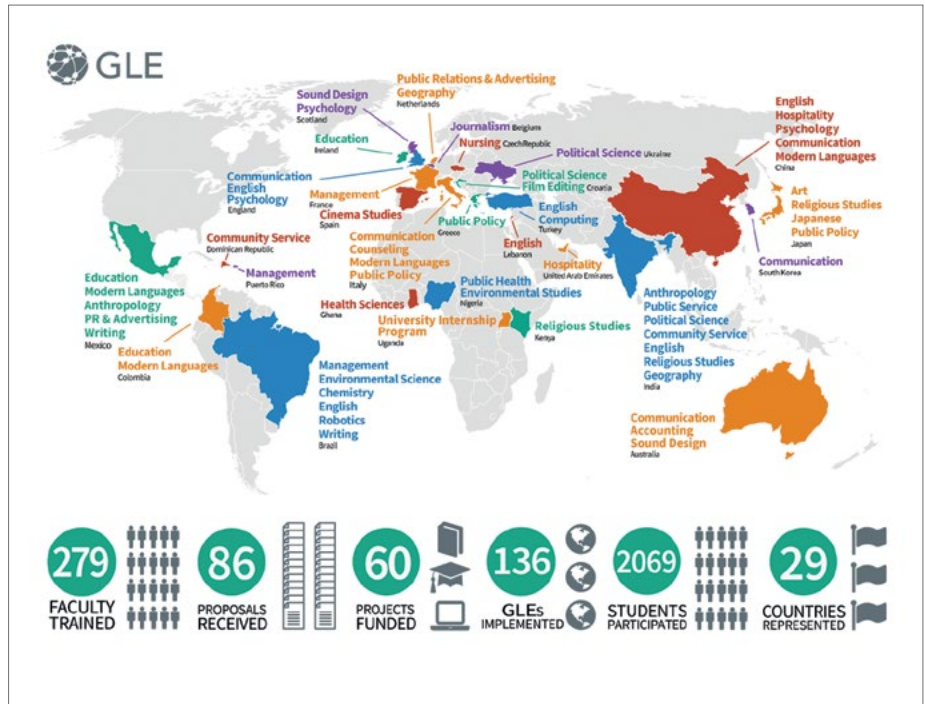 GLE
Public Relations & Advertising
Geography
Netherlands
Sound Design
Psychology
Scotland
Journalism Belgium
Education
Ireland
Nursing Czech Republic
Political Science Ukraine
English
Hospitality
Psychology
Communication
Modern Languages
China
Communication
English
Psychology
England
Management
France
Political Science
Film Editing Croatia
Cinema Studies
Spain
Public Policy
Greece
English
Computing
Turkey
Art
Religious Studies
Japanese
Public Policy
Japan
Community Service
Dominican Republic
Management
Puerto Rico
Communication
Counseling
Modern Languages
Public Policy
Italy
English
Lebanon
Hospitality
United Arab Emirates
Communication
South Korea
Education
Modern Languages
Anthropology
PR & Advertising
Writing
Mexico
Health Sciences
Ghana
Public Health
Environmental Studies
Nigeria
University Internship
Program
Uganda
Religious Studies
Kenya
Anthropology
Public Service
Political Science
Community Service
English
Religious Studies
Geography
India
Education
Modern Languages
Colombia
Management
Environmental Science
Chemistry
English
Robotics
Writing
Brazil
Communication
Accounting
Sound Design
Australia
279
FACULTY
TRAINED
86
PROPOSALS
RECEIVED
60
PROJECTS
FUNDED
136
GLEs
IMPLEMENTED
2069
STUDENTS
PARTICIPATED
29
COUNTRIES
REPRESENTED